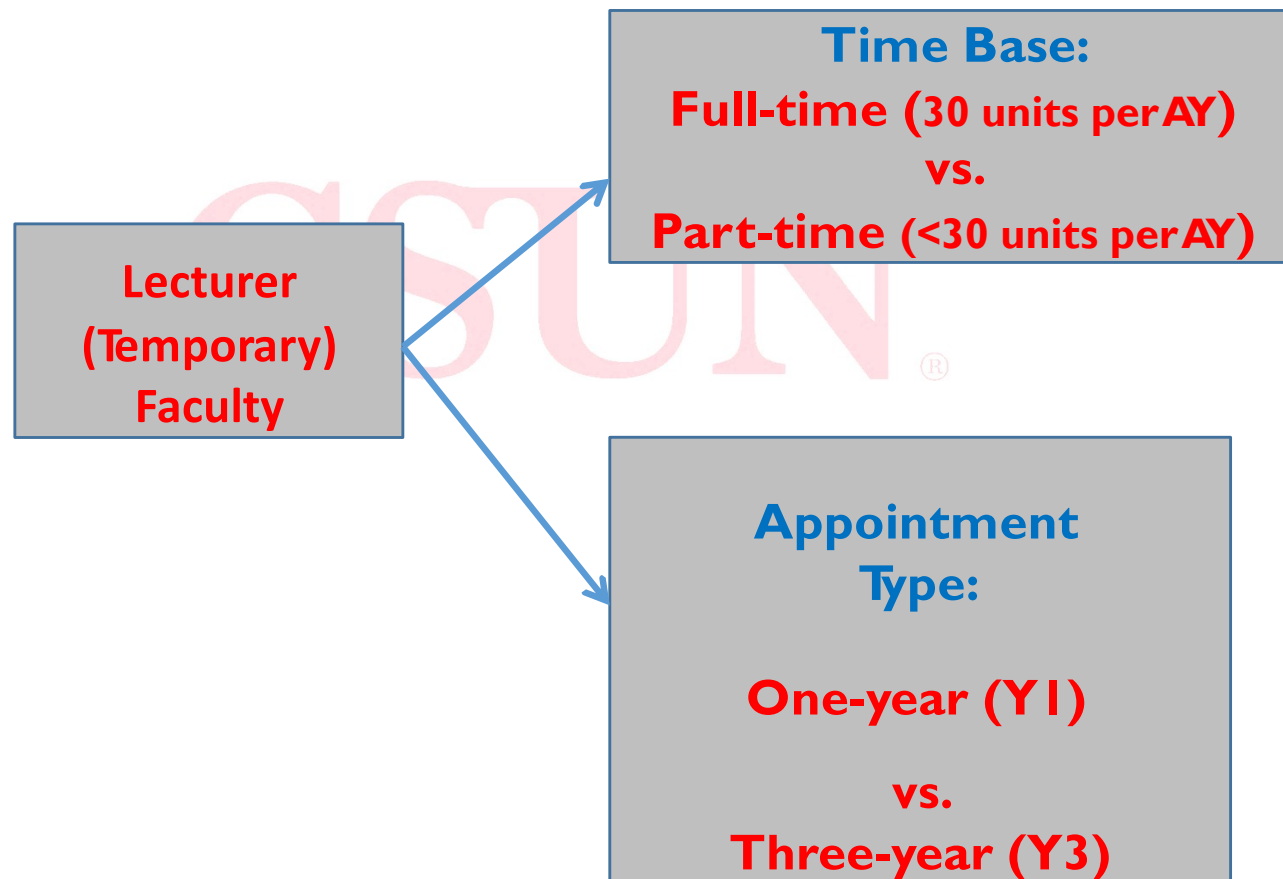 Time Base:
Full-time (30 units per AY)
vs.
Part-time (<30 units per AY)
CSUN®
Lecturer
(Temporary)
Faculty
Appointment
Type:
One-year (Y1)
vs.
Three-year (Y3)